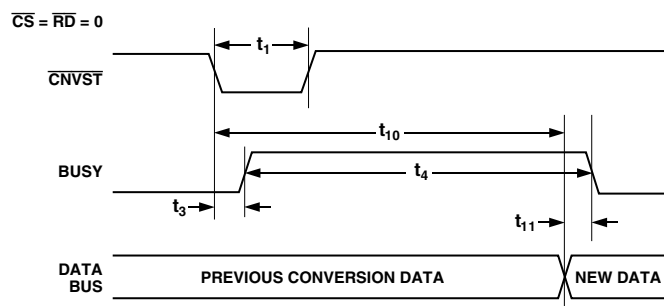 CS = RD = 0
t1
CNVST
t10
BUSY
t4
t3
t11
DATA
BUS
PREVIOUS CONVERSION DATA
NEW DATA